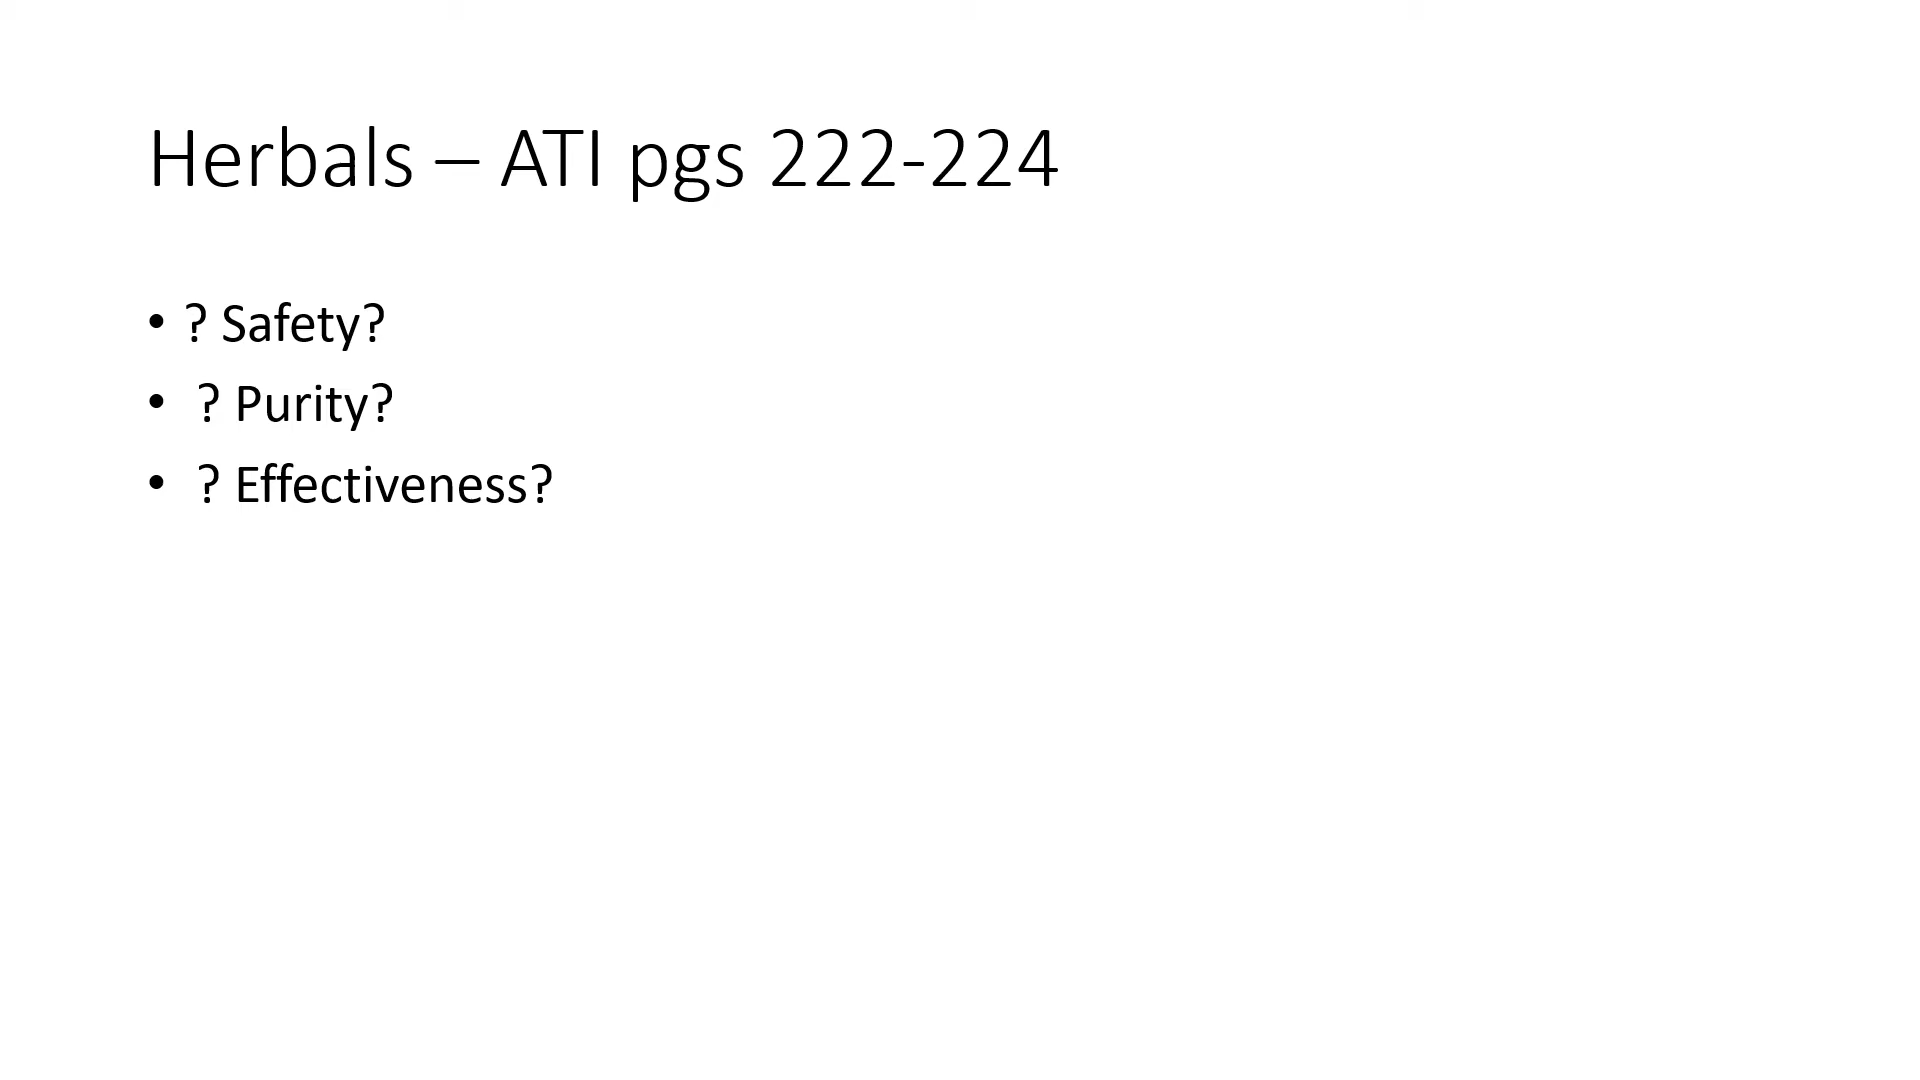 Herbals – ATI pgs 222-224
• ? Safety?
• ? Purity?
• ? Effectiveness?